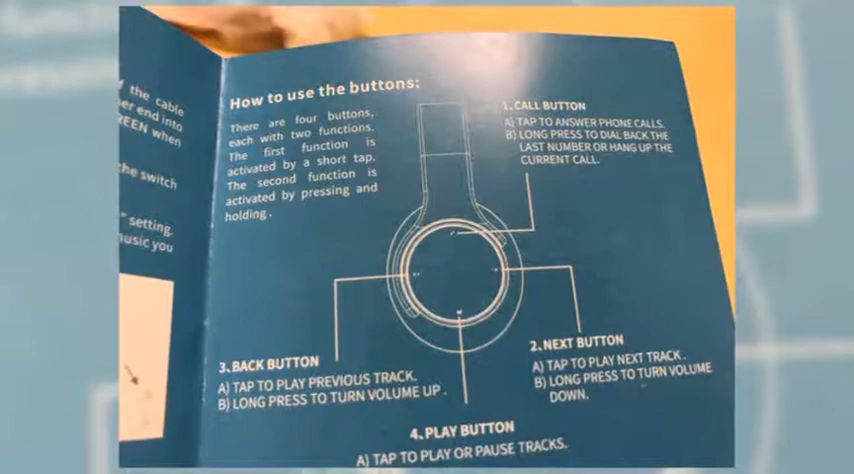 f the cable
er end into
REEN when
the switch
" setting.
music you
How to use the buttons:
There are four buttons,
each with two functions.
The first function is
activated by a short tap.
The second function is
activated by pressing and
holding.
1、CALL BUTTON
A) TAP TO ANSWER PHONE CALLS.
B) LONG PRESS TO DIAL BACK THE
LAST NUMBER OR HANG UP THE
CURRENT CALL.
2、NEXT BUTTON
A) TAP TO PLAY NEXT TRACK.
B) LONG PRESS TO TURN VOLUME
DOWN.
3、BACK BUTTON
A) TAP TO PLAY PREVIOUS TRACK.
B) LONG PRESS TO TURN VOLUME UP.
4、PLAY BUTTON
A) TAP TO PLAY OR PAUSE TRACKS.